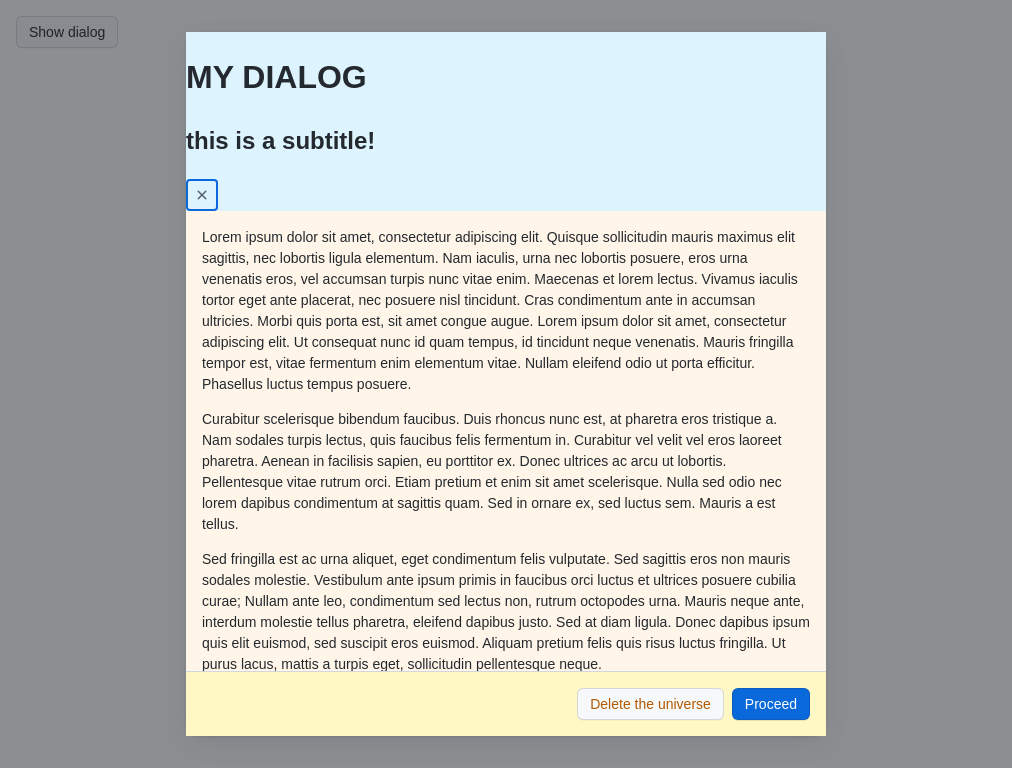 Show dialog
MY DIALOG
this is a subtitle!
Lorem ipsum dolor sit amet, consectetur adipiscing elit. Quisque sollicitudin mauris maximus elit
sagittis, nec lobortis ligula elementum. Nam iaculis, urna nec lobortis posuere, eros urna
venenatis eros, vel accumsan turpis nunc vitae enim. Maecenas et lorem lectus. Vivamus iaculis
tortor eget ante placerat, nec posuere nisl tincidunt. Cras condimentum ante in accumsan
ultricies. Morbi quis porta est, sit amet congue augue. Lorem ipsum dolor sit amet, consectetur
adipiscing elit. Ut consequat nunc id quam tempus, id tincidunt neque venenatis. Mauris fringilla
tempor est, vitae fermentum enim elementum vitae. Nullam eleifend odio ut porta efficitur.
Phasellus luctus tempus posuere.
Curabitur scelerisque bibendum faucibus. Duis rhoncus nunc est, at pharetra eros tristique a.
Nam sodales turpis lectus, quis faucibus felis fermentum in. Curabitur vel velit vel eros laoreet
pharetra. Aenean in facilisis sapien, eu porttitor ex. Donec ultrices ac arcu ut lobortis.
Pellentesque vitae rutrum orci. Etiam pretium et enim sit amet scelerisque. Nulla sed odio nec
lorem dapibus condimentum at sagittis quam. Sed in ornare ex, sed luctus sem. Mauris a est
tellus.
Sed fringilla est ac urna aliquet, eget condimentum felis vulputate. Sed sagittis eros non mauris
sodales molestie. Vestibulum ante ipsum primis in faucibus orci luctus et ultrices posuere cubilia
curae; Nullam ante leo, condimentum sed lectus non, rutrum octopodes urna. Mauris neque ante,
interdum molestie tellus pharetra, eleifend dapibus justo. Sed at diam ligula. Donec dapibus ipsum
quis elit euismod, sed suscipit eros euismod. Aliquam pretium felis quis risus luctus fringilla. Ut
purus lacus, mattis a turpis eget, sollicitudin pellentesque neque.
Delete the universe
Proceed